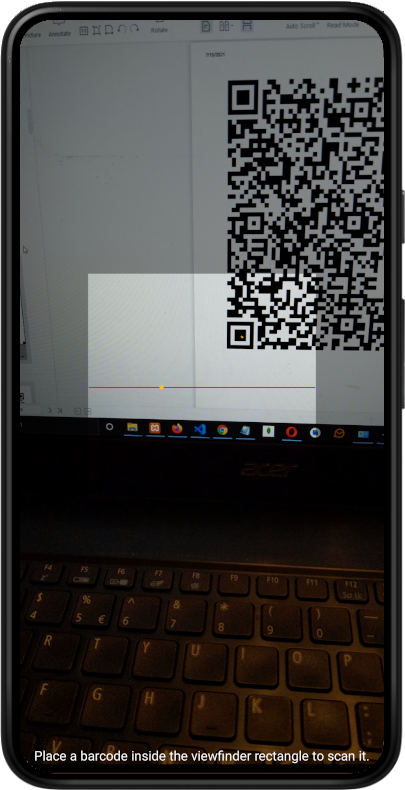 Annotate
Rotate
Auto Scroll
Read Mode
acer
F4 F5 F6 F7 F8 F9 F10 F11 F12
$ % ^ & * ( )
4 5 € 6 7 8 9 0
R T Y U I O P
F G H J K L
V B
Place a barcode inside the viewfinder rectangle to scan it.